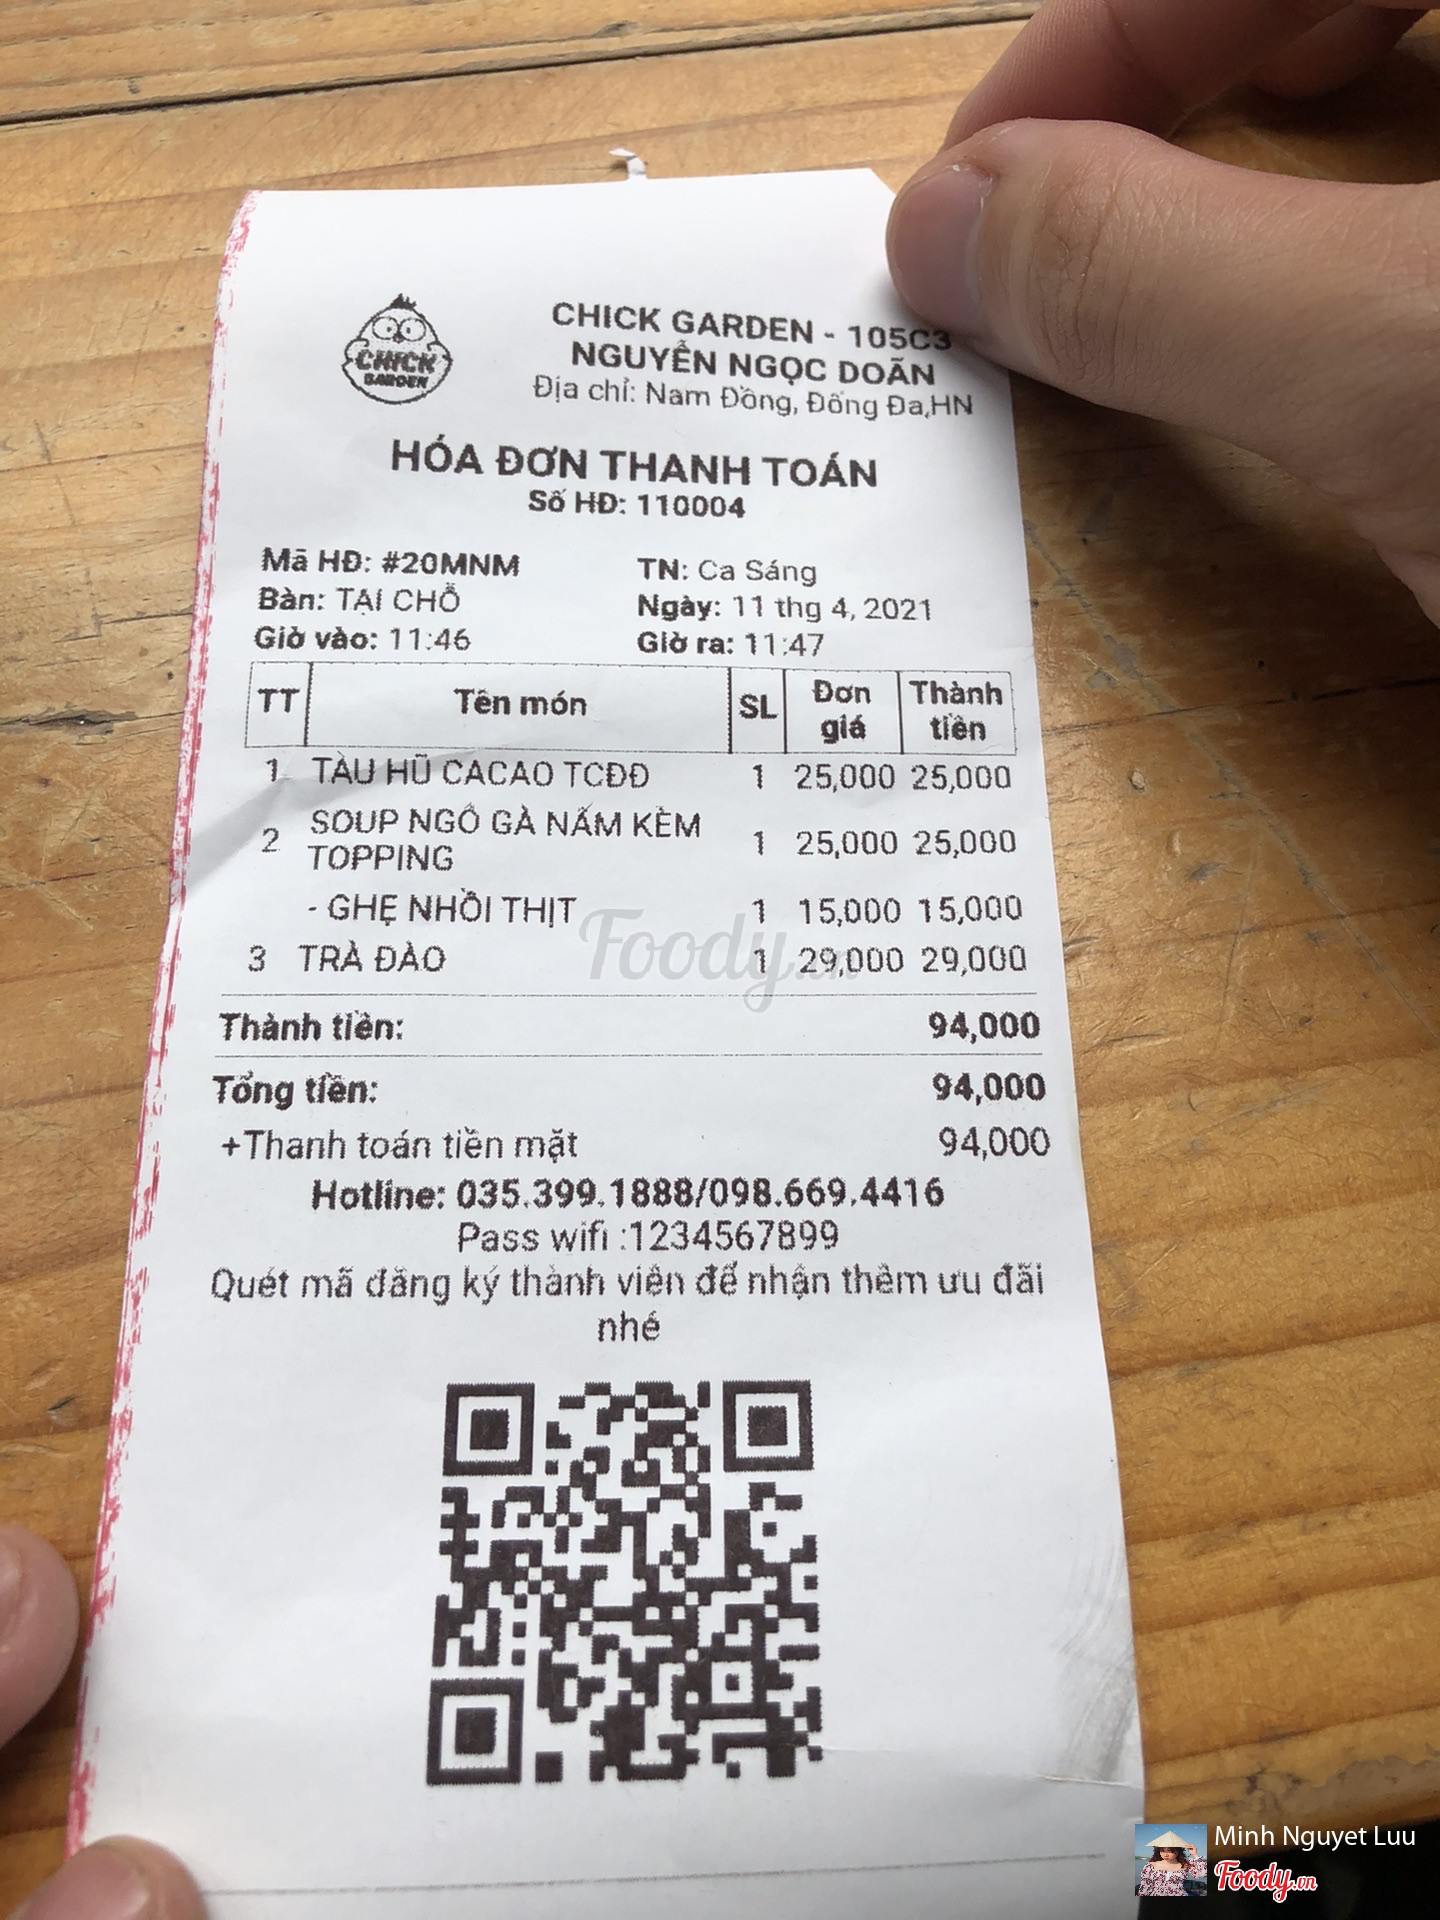 CHICK
GARDEN
CHICK GARDEN - 105C3
NGUYỄN NGỌC DOÃN
Địa chỉ: Nam Đồng, Đống Đa,HN
HÓA ĐƠN THANH TOÁN
Số HĐ: 110004
Mã HĐ: #20MNM TN: Ca Sáng
Bàn: TẠI CHỖ Ngày: 11 thg 4, 2021
Giờ vào: 11:46 Giờ ra: 11:47
TT Tên món SL Đơn giá Thành tiền
1 TÀU HŨ CACAO TCĐĐ 1 25,000 25,000
2 SOUP NGÔ GÀ NẤM KÈM 1 25,000 25,000
TOPPING
- GHẸ NHỒI THỊT 1 15,000 15,000
3 TRÀ ĐÀO 1 29,000 29,000
Foody.vn
Thành tiền: 94,000
Tổng tiền: 94,000
+Thanh toán tiền mặt 94,000
Hotline: 035.399.1888/098.669.4416
Pass wifi :1234567899
Quét mã đăng ký thành viên để nhận thêm ưu đãi
nhé
Minh Nguyet Luu
Foody.vn